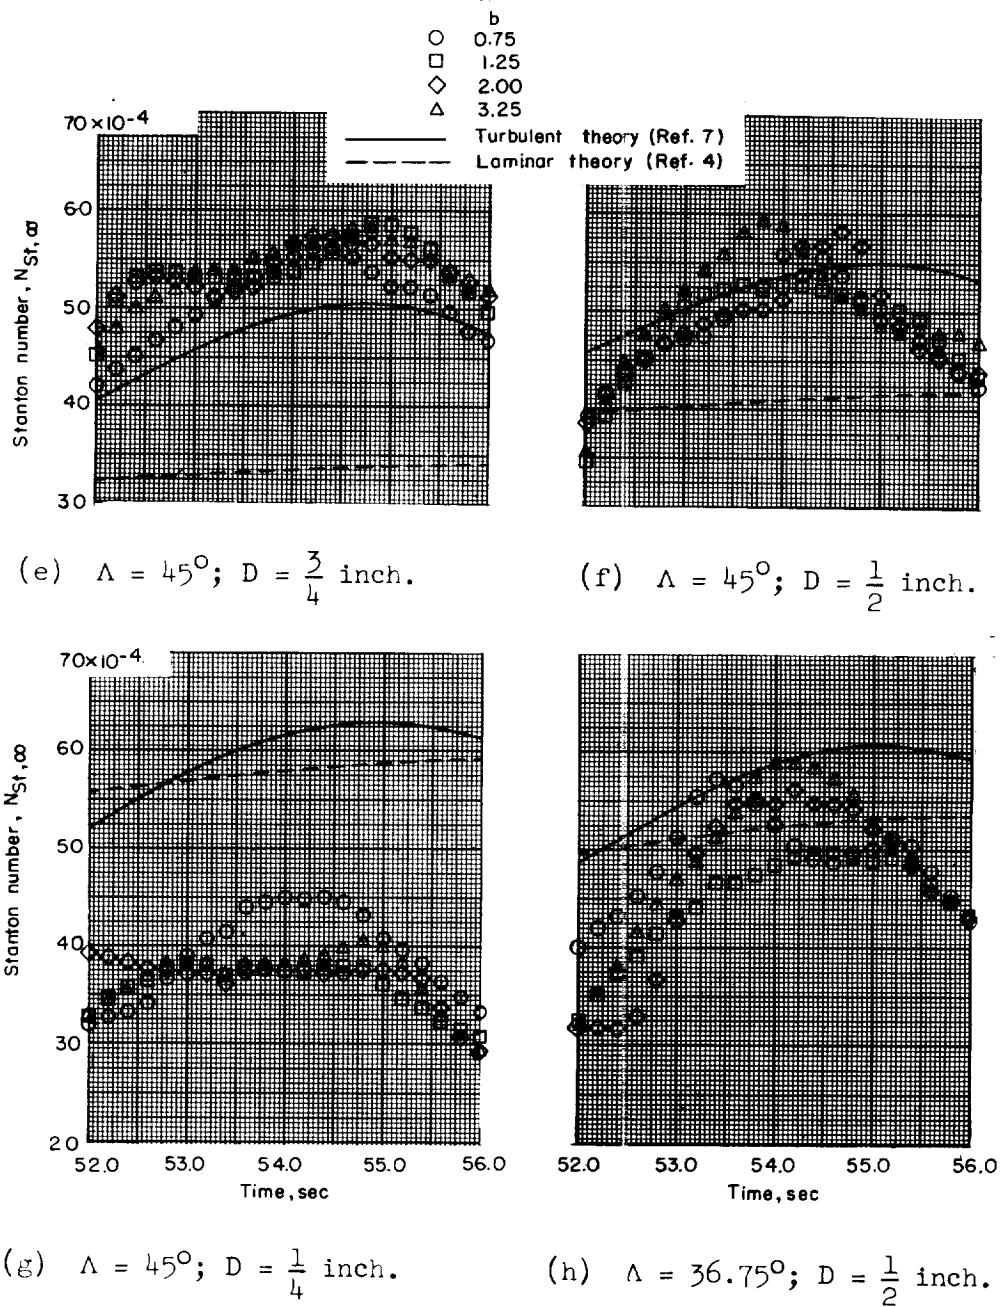 b
0.75
1.25
2.00
3.25
Turbulent theory (Ref. 7)
Laminar theory (Ref. 4)
70×10-4
60
50
40
30
Stanton number, NSt,∞
(e) Λ = 45°; D = 3/4 inch.
(f) Λ = 45°; D = 1/2 inch.
70×10-4
60
50
40
30
20
Stanton number, NSt,∞
52.0 53.0 54.0 55.0 56.0
Time, sec
52.0 53.0 54.0 55.0 56.0
Time, sec
(g) Λ = 45°; D = 1/4 inch.
(h) Λ = 36.75°; D = 1/2 inch.